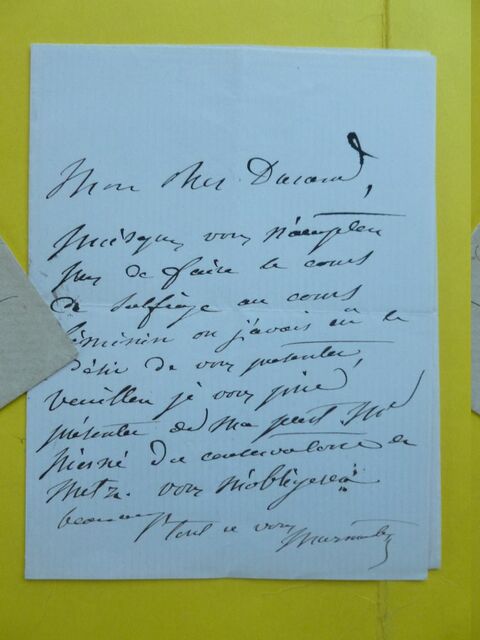 Mon cher Durand,
puisque vous n'acceptez
pas de faire le cours
de solfège au cours
féminin où j'avais eu le
désir de vous présenter,
veuillez je vous prie,
présenter de ma part Mr
Pierné du conservatoire de
Metz. vous m'obligerez
beaucoup
tout à vous Marmontel